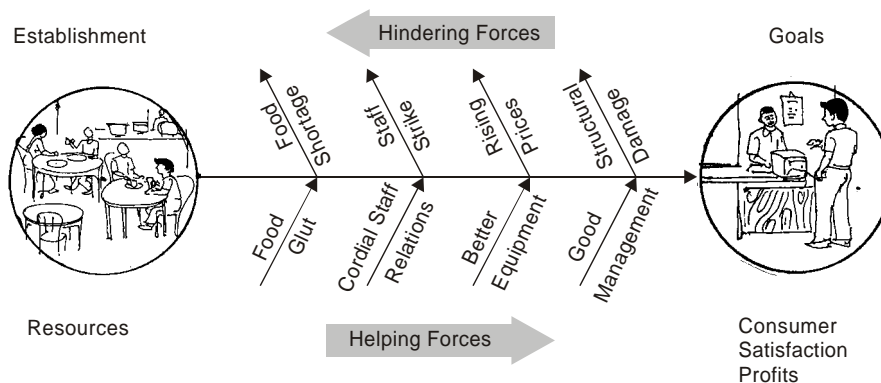 Establishment
Hindering Forces
Goals
Food
Shortage
Staff
Strike
Rising
Prices
Structural
Damage
Food
Glut
Cordial Staff
Relations
Better
Equipment
Good
Management
Resources
Helping Forces
Consumer
Satisfaction
Profits